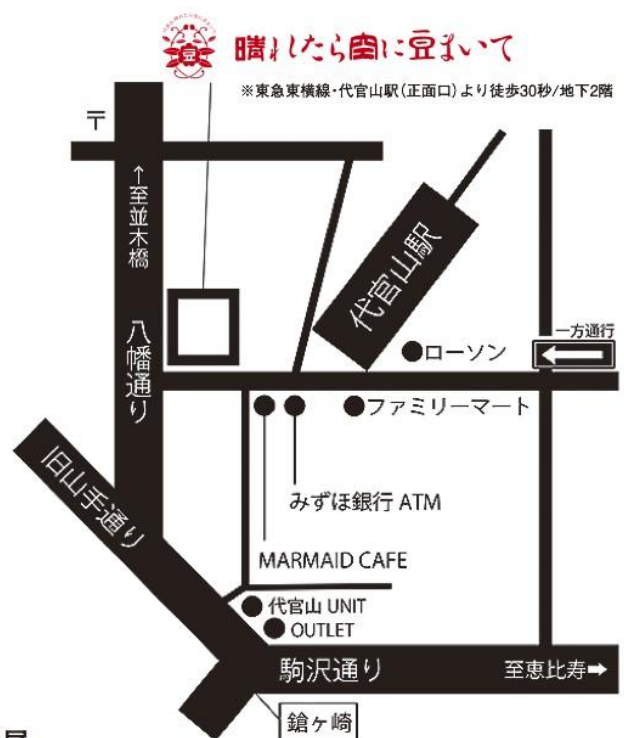 晴れたら空に豆まいて
※東急東横線・代官山駅(正面口)より徒歩30秒/地下2階
〒
↑至並木橋
八幡通り
代官山駅
ローソン
一方通行
←
ファミリーマート
みずほ銀行 ATM
MARMAID CAFE
旧山手通り
代官山 UNIT
OUTLET
駒沢通り
至恵比寿➡
鎗ヶ崎